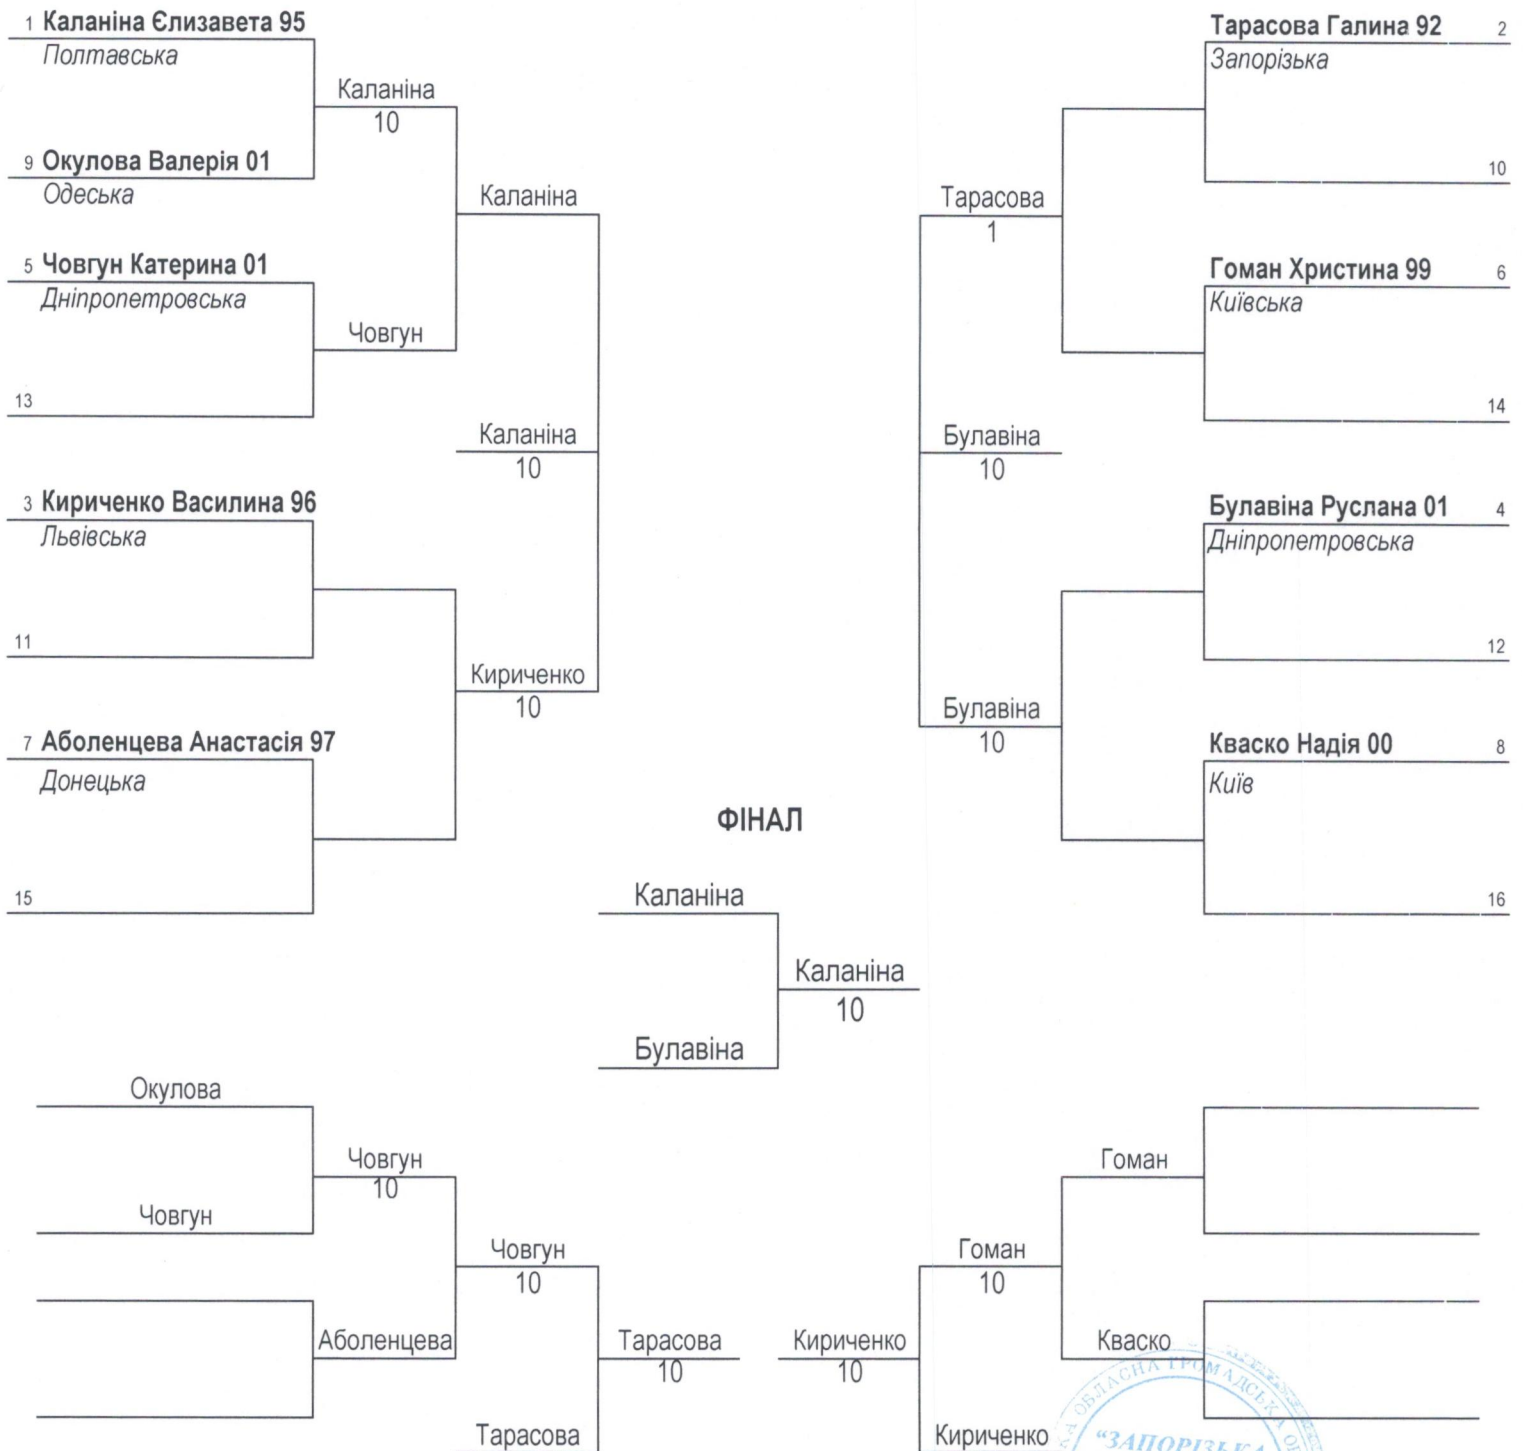 1 Каланіна Єлизавета 95
Полтавська
Каланіна
10
9 Окулова Валерія 01
Одеська
Каланіна
5 Човгун Катерина 01
Дніпропетровська
Човгун
13
Каланіна
10
3 Кириченко Василина 96
Львівська
11
Кириченко
10
7 Аболенцева Анастасія 97
Донецька
15
Тарасова Галина 92 2
Запорізька
10
Тарасова
1
Гоман Христина 99 6
Київська
14
Булавіна
10
Булавіна Руслана 01 4
Дніпропетровська
12
Булавіна
10
Кваско Надія 00 8
Київ
16
ФІНАЛ
Каланіна
Каланіна
10
Булавіна
Окулова
Човгун
10
Човгун
Човгун
10
Аболенцева
Тарасова
10
Тарасова
Гоман
Гоман
10
Кириченко
10
Кваско
Кириченко
ОБЛАСНА ГРОМАДСЬКА
"ЗАПОРІЗЬКА